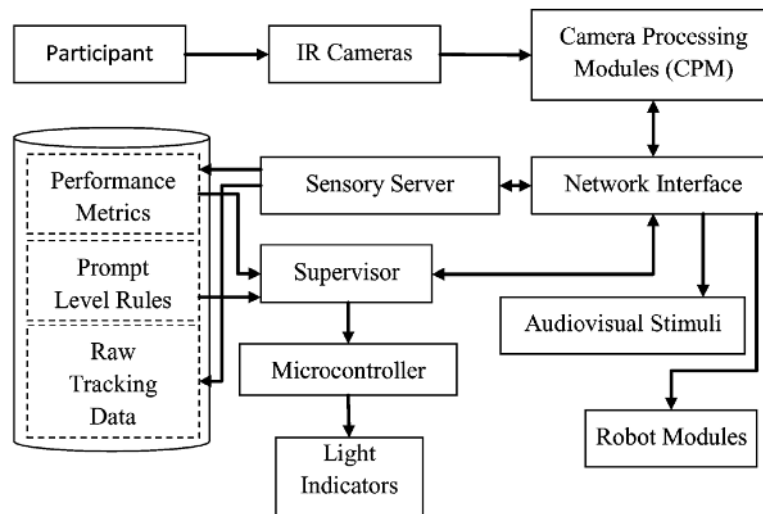 Participant
IR Cameras
Camera Processing
Modules (CPM)
Performance
Metrics
Sensory Server
Network Interface
Prompt
Level Rules
Supervisor
Audiovisual Stimuli
Raw
Tracking
Data
Microcontroller
Robot Modules
Light
Indicators